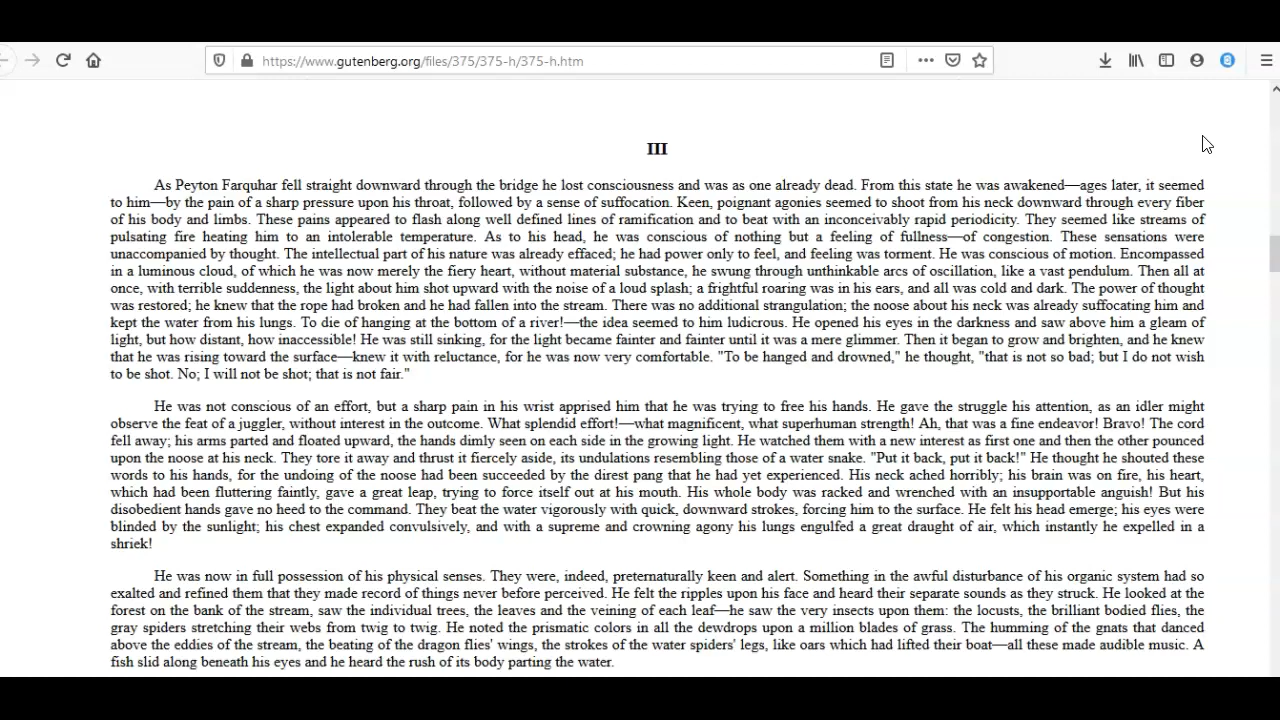 https://www.gutenberg.org/files/375/375-h/375-h.htm
III
As Peyton Farquhar fell straight downward through the bridge he lost consciousness and was as one already dead. From this state he was awakened—ages later, it seemed
to him—by the pain of a sharp pressure upon his throat, followed by a sense of suffocation. Keen, poignant agonies seemed to shoot from his neck downward through every fiber
of his body and limbs. These pains appeared to flash along well defined lines of ramification and to beat with an inconceivably rapid periodicity. They seemed like streams of
pulsating fire heating him to an intolerable temperature. As to his head, he was conscious of nothing but a feeling of fullness—of congestion. These sensations were
unaccompanied by thought. The intellectual part of his nature was already effaced; he had power only to feel, and feeling was torment. He was conscious of motion. Encompassed
in a luminous cloud, of which he was now merely the fiery heart, without material substance, he swung through unthinkable arcs of oscillation, like a vast pendulum. Then all at
once, with terrible suddenness, the light about him shot upward with the noise of a loud splash; a frightful roaring was in his ears, and all was cold and dark. The power of thought
was restored; he knew that the rope had broken and he had fallen into the stream. There was no additional strangulation; the noose about his neck was already suffocating him and
kept the water from his lungs. To die of hanging at the bottom of a river!—the idea seemed to him ludicrous. He opened his eyes in the darkness and saw above him a gleam of
light, but how distant, how inaccessible! He was still sinking, for the light became fainter and fainter until it was a mere glimmer. Then it began to grow and brighten, and he knew
that he was rising toward the surface—knew it with reluctance, for he was now very comfortable. "To be hanged and drowned," he thought, "that is not so bad; but I do not wish
to be shot. No; I will not be shot; that is not fair."
He was not conscious of an effort, but a sharp pain in his wrist apprised him that he was trying to free his hands. He gave the struggle his attention, as an idler might
observe the feat of a juggler, without interest in the outcome. What splendid effort!—what magnificent, what superhuman strength! Ah, that was a fine endeavor! Bravo! The cord
fell away; his arms parted and floated upward, the hands dimly seen on each side in the growing light. He watched them with a new interest as first one and then the other pounced
upon the noose at his neck. They tore it away and thrust it fiercely aside, its undulations resembling those of a water snake. "Put it back, put it back!" He thought he shouted these
words to his hands, for the undoing of the noose had been succeeded by the direst pang that he had yet experienced. His neck ached horribly; his brain was on fire, his heart,
which had been fluttering faintly, gave a great leap, trying to force itself out at his mouth. His whole body was racked and wrenched with an insupportable anguish! But his
disobedient hands gave no heed to the command. They beat the water vigorously with quick, downward strokes, forcing him to the surface. He felt his head emerge; his eyes were
blinded by the sunlight; his chest expanded convulsively, and with a supreme and crowning agony his lungs engulfed a great draught of air, which instantly he expelled in a
shriek!
He was now in full possession of his physical senses. They were, indeed, preternaturally keen and alert. Something in the awful disturbance of his organic system had so
exalted and refined them that they made record of things never before perceived. He felt the ripples upon his face and heard their separate sounds as they struck. He looked at the
forest on the bank of the stream, saw the individual trees, the leaves and the veining of each leaf—he saw the very insects upon them: the locusts, the brilliant bodied flies, the
gray spiders stretching their webs from twig to twig. He noted the prismatic colors in all the dewdrops upon a million blades of grass. The humming of the gnats that danced
above the eddies of the stream, the beating of the dragon flies' wings, the strokes of the water spiders' legs, like oars which had lifted their boat—all these made audible music. A
fish slid along beneath his eyes and he heard the rush of its body parting the water.